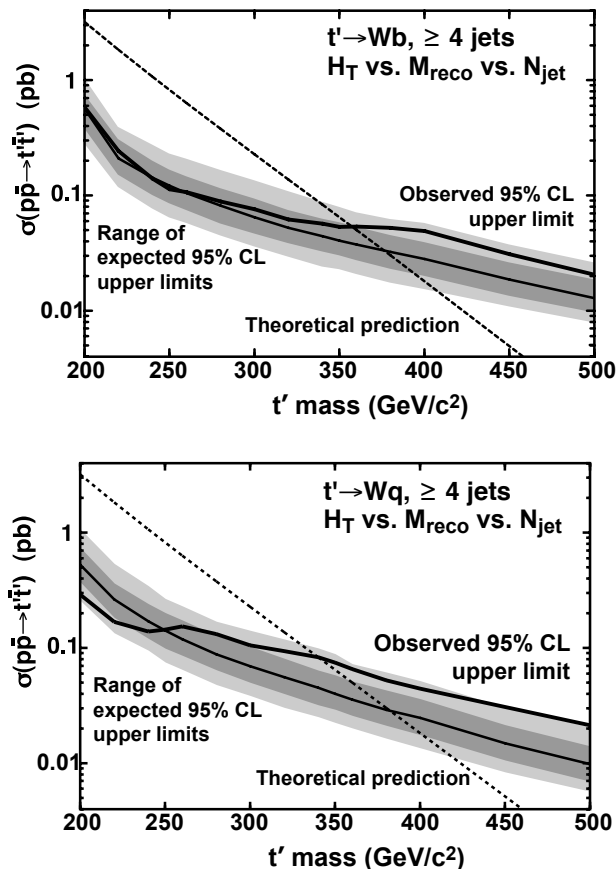 t'→Wb, ≥ 4 jets
H_T vs. M_reco vs. N_jet
σ(pp̄→t't̄') (pb)
1
0.1
0.01
Observed 95% CL
upper limit
Range of
expected 95% CL
upper limits
Theoretical prediction
200 250 300 350 400 450 500
t′ mass (GeV/c²)
t'→Wq, ≥ 4 jets
H_T vs. M_reco vs. N_jet
σ(pp̄→t't̄') (pb)
1
0.1
0.01
Observed 95% CL
upper limit
Range of
expected 95% CL
upper limits
Theoretical prediction
200 250 300 350 400 450 500
t′ mass (GeV/c²)